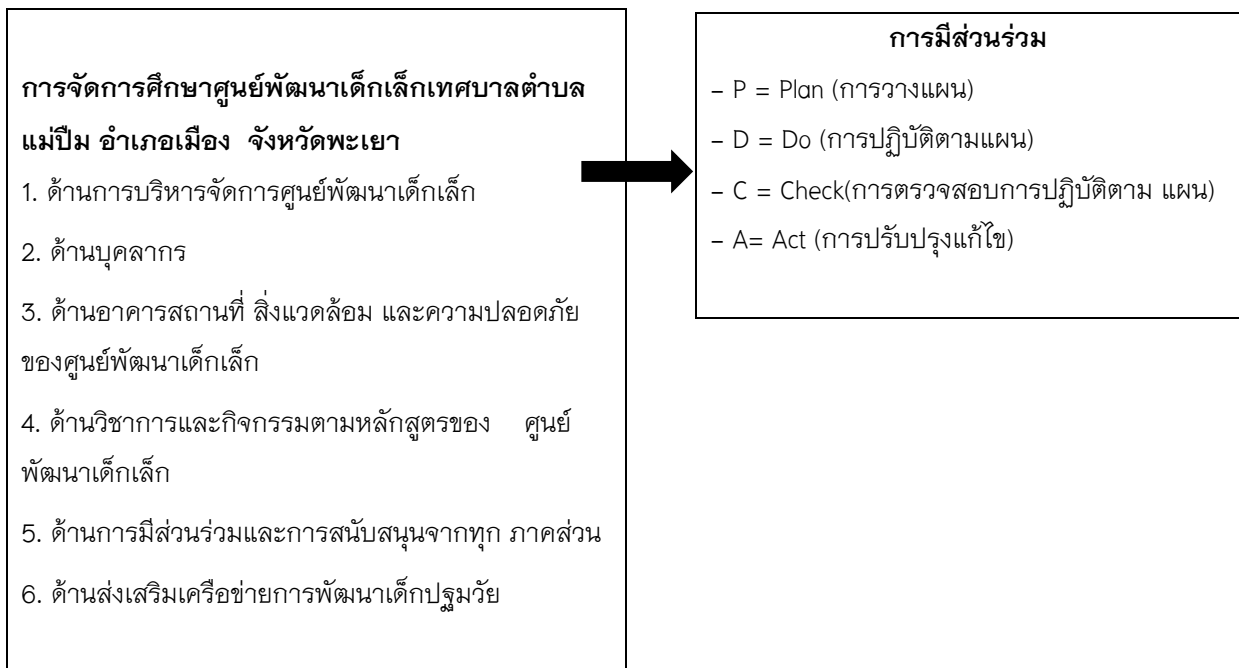 การจัดการศึกษาศูนย์พัฒนาเด็กเล็กเทศบาลตำบล
แม่ปืม อำเภอเมือง จังหวัดพะเยา
1. ด้านการบริหารจัดการศูนย์พัฒนาเด็กเล็ก
2. ด้านบุคลากร
3. ด้านอาคารสถานที่ สิ่งแวดล้อม และความปลอดภัย
ของศูนย์พัฒนาเด็กเล็ก
4. ด้านวิชาการและกิจกรรมตามหลักสูตรของ ศูนย์
พัฒนาเด็กเล็ก
5. ด้านการมีส่วนร่วมและการสนับสนุนจากทุก ภาคส่วน
6. ด้านส่งเสริมเครือข่ายการพัฒนาเด็กปฐมวัย
การมีส่วนร่วม
– P = Plan (การวางแผน)
– D = Do (การปฏิบัติตามแผน)
– C = Check(การตรวจสอบการปฏิบัติตาม แผน)
– A= Act (การปรับปรุงแก้ไข)